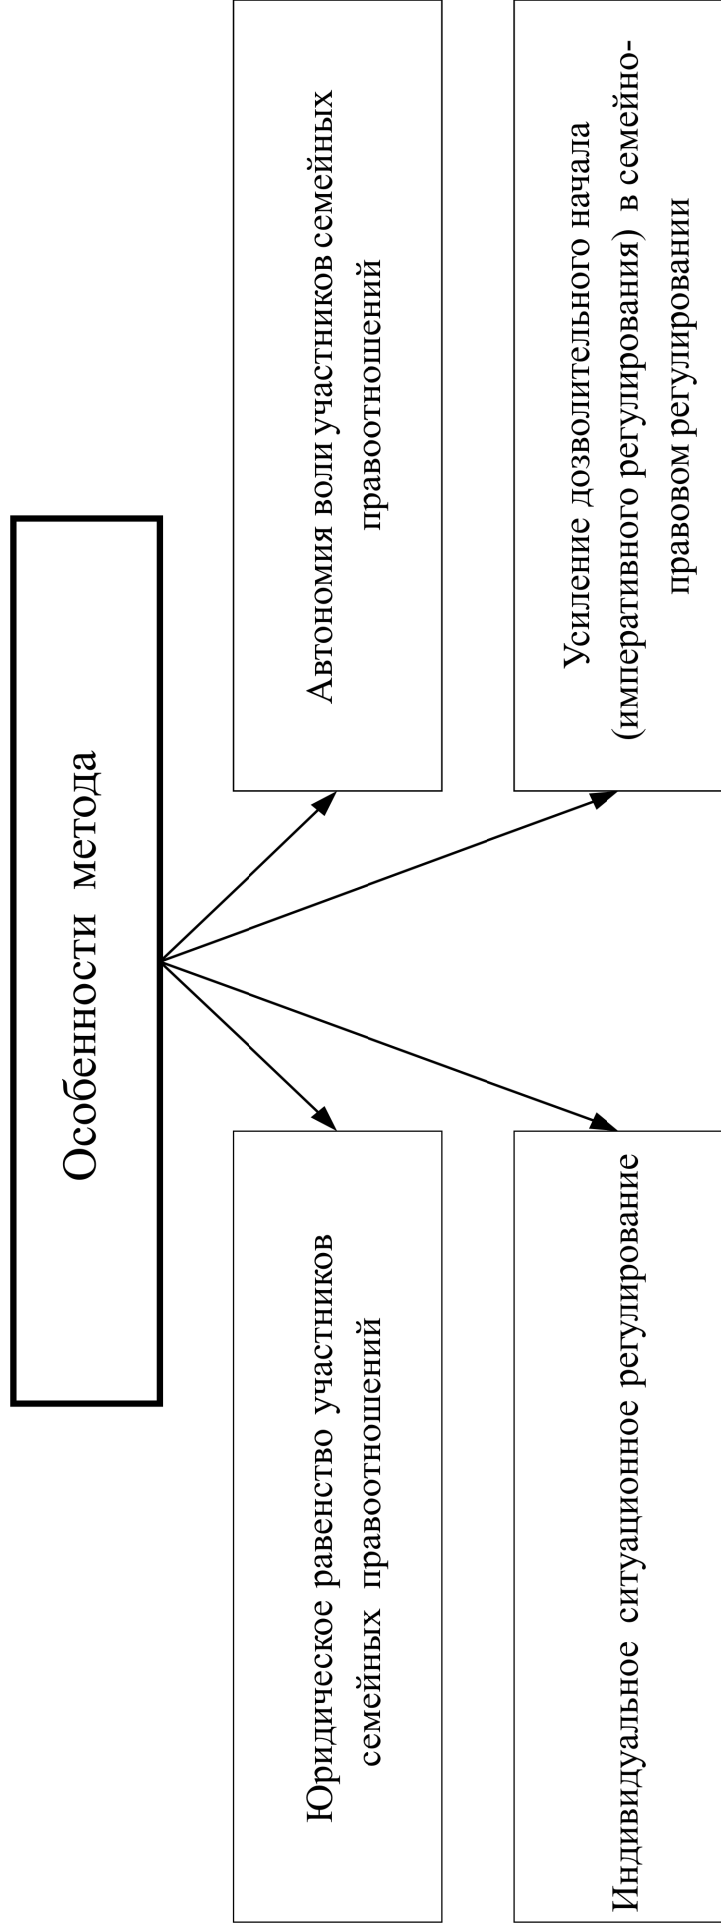 Особенности метода
Юридическое равенство участников
семейных правоотношений
Автономия воли участников семейных
правоотношений
Индивидуальное ситуационное регулирование
Усиление дозволительного начала
(императивного регулирования) в семейно-
правовом регулировании